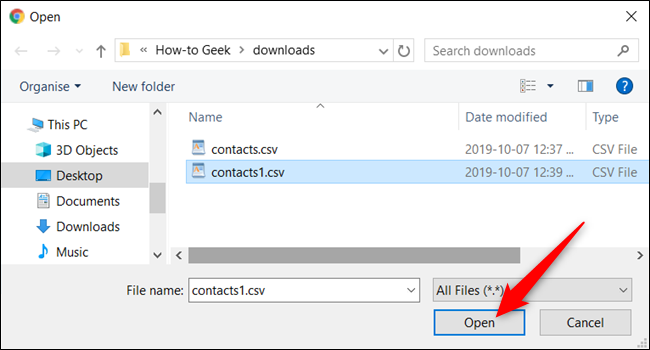 Open
« How-to Geek > downloads
Search downloads
Organise
New folder
?
Name Date modified Type
This PC
3D Objects
Desktop
Documents
Downloads
Music
contacts.csv 2019-10-07 12:37 ... CSV File
contacts1.csv 2019-10-07 12:39 ... CSV File
File name: contacts1.csv
All Files (*.*)
Open
Cancel